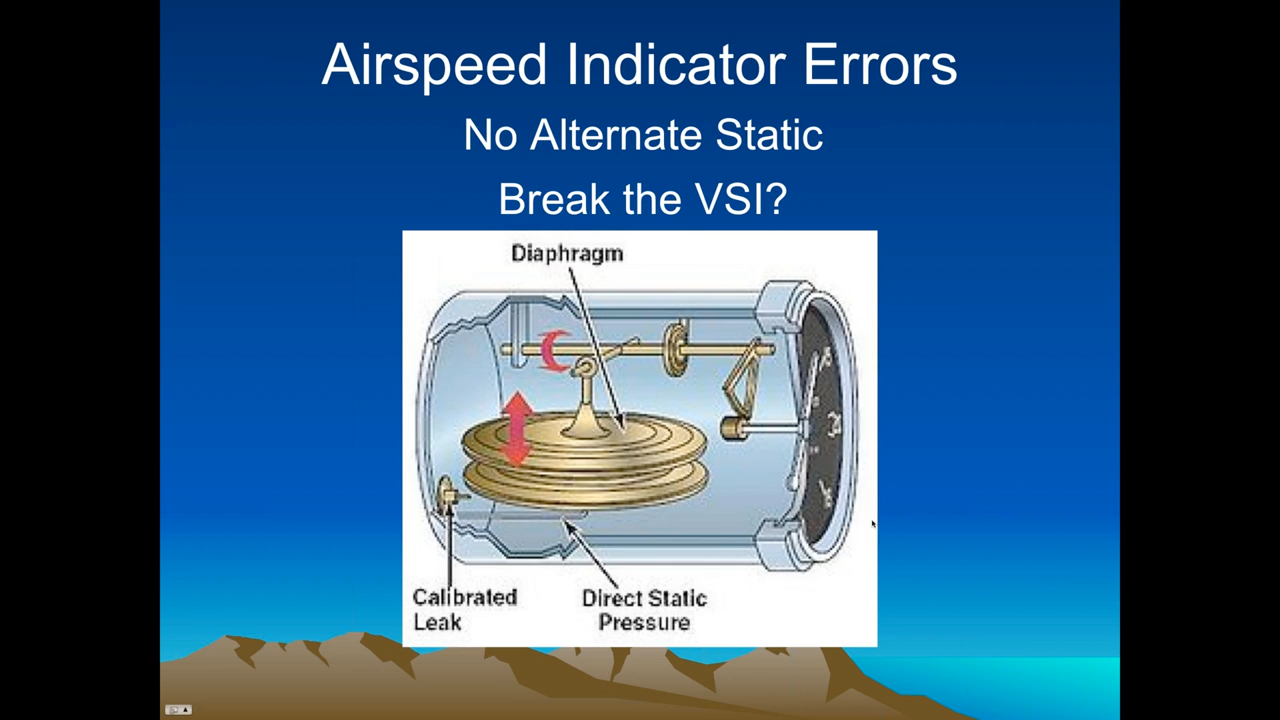 Airspeed Indicator Errors
No Alternate Static
Break the VSI?
Diaphragm
Calibrated
Leak
Direct Static
Pressure